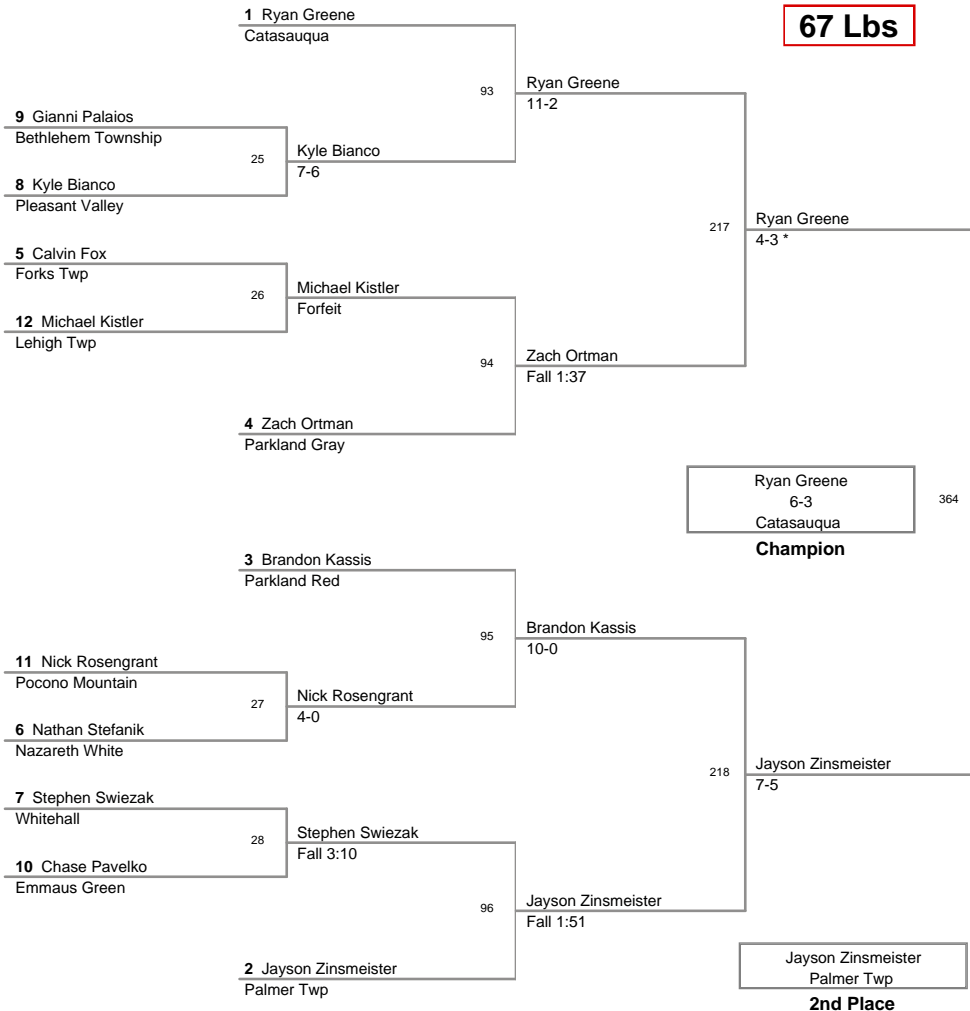 1 Ryan Greene
Catasauqua
67 Lbs
93
Ryan Greene
11-2
9 Gianni Palaios
Bethlehem Township
25
Kyle Bianco
7-6
8 Kyle Bianco
Pleasant Valley
217
Ryan Greene
4-3 *
5 Calvin Fox
Forks Twp
26
Michael Kistler
Forfeit
12 Michael Kistler
Lehigh Twp
94
Zach Ortman
Fall 1:37
4 Zach Ortman
Parkland Gray
Ryan Greene
6-3
Catasauqua
364
Champion
3 Brandon Kassis
Parkland Red
95
Brandon Kassis
10-0
11 Nick Rosengrant
Pocono Mountain
27
Nick Rosengrant
4-0
6 Nathan Stefanik
Nazareth White
218
Jayson Zinsmeister
7-5
7 Stephen Swiezak
Whitehall
28
Stephen Swiezak
Fall 3:10
10 Chase Pavelko
Emmaus Green
96
Jayson Zinsmeister
Fall 1:51
2 Jayson Zinsmeister
Palmer Twp
Jayson Zinsmeister
Palmer Twp
2nd Place